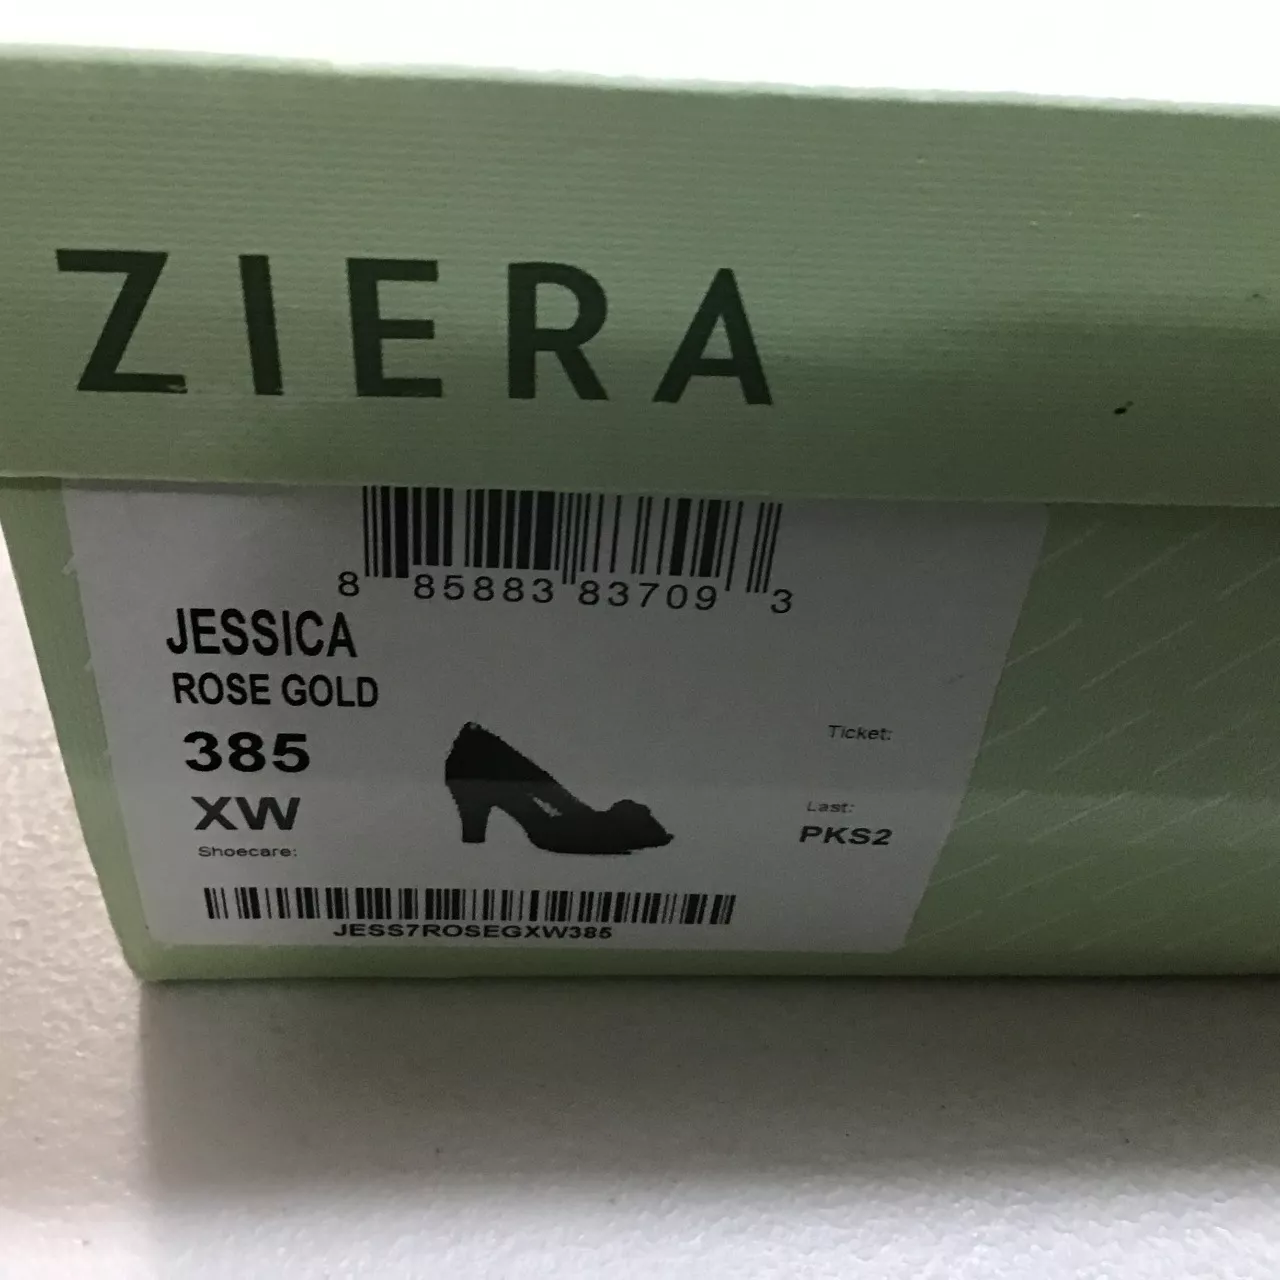 ZIERA
8 85883 83709 3
JESSICA
ROSE GOLD
385
XW
Shoecare:
Ticket:
Last:
PKS2
JESS7ROSEGXW385